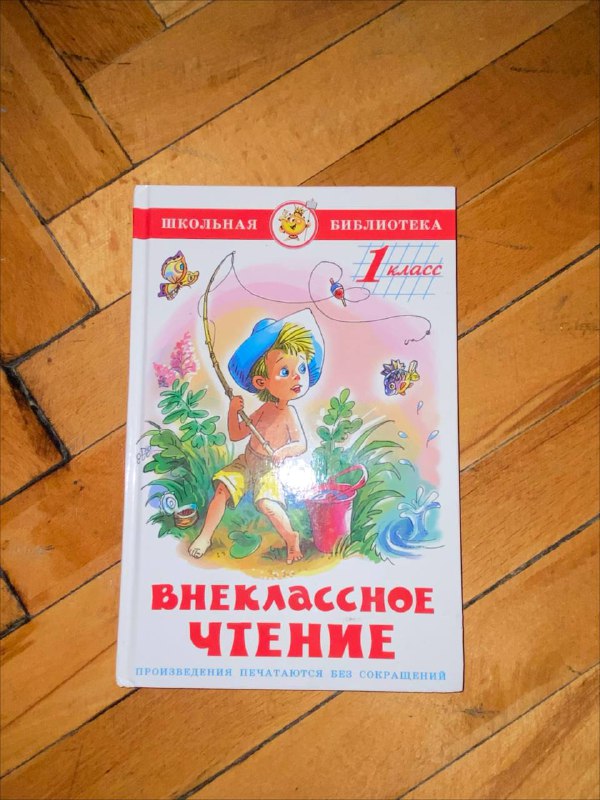 ШКОЛЬНАЯ БИБЛИОТЕКА
1 класс
ВНЕКЛАССНОЕ
ЧТЕНИЕ
ПРОИЗВЕДЕНИЯ ПЕЧАТАЮТСЯ БЕЗ СОКРАЩЕНИЙ